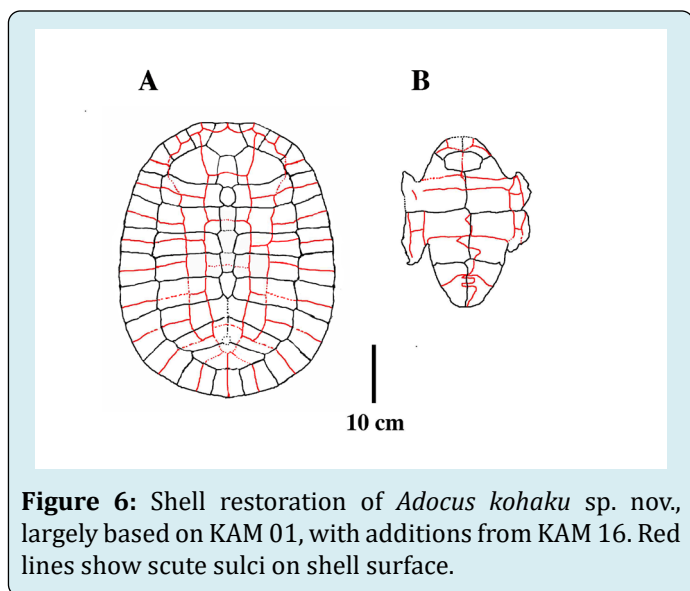 A
B
10 cm
Figure 6: Shell restoration of Adocus kohaku sp. nov.,
largely based on KAM 01, with additions from KAM 16. Red
lines show scute sulci on shell surface.